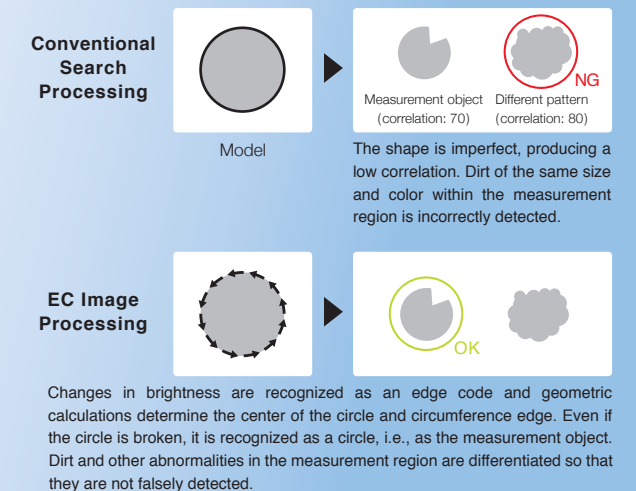 Conventional
Search
Processing
Model
NG
Measurement object
(correlation: 70)
Different pattern
(correlation: 80)
The shape is imperfect, producing a
low correlation. Dirt of the same size
and color within the measurement
region is incorrectly detected.
EC Image
Processing
OK
Changes in brightness are recognized as an edge code and geometric
calculations determine the center of the circle and circumference edge. Even if
the circle is broken, it is recognized as a circle, i.e., as the measurement object.
Dirt and other abnormalities in the measurement region are differentiated so that
they are not falsely detected.